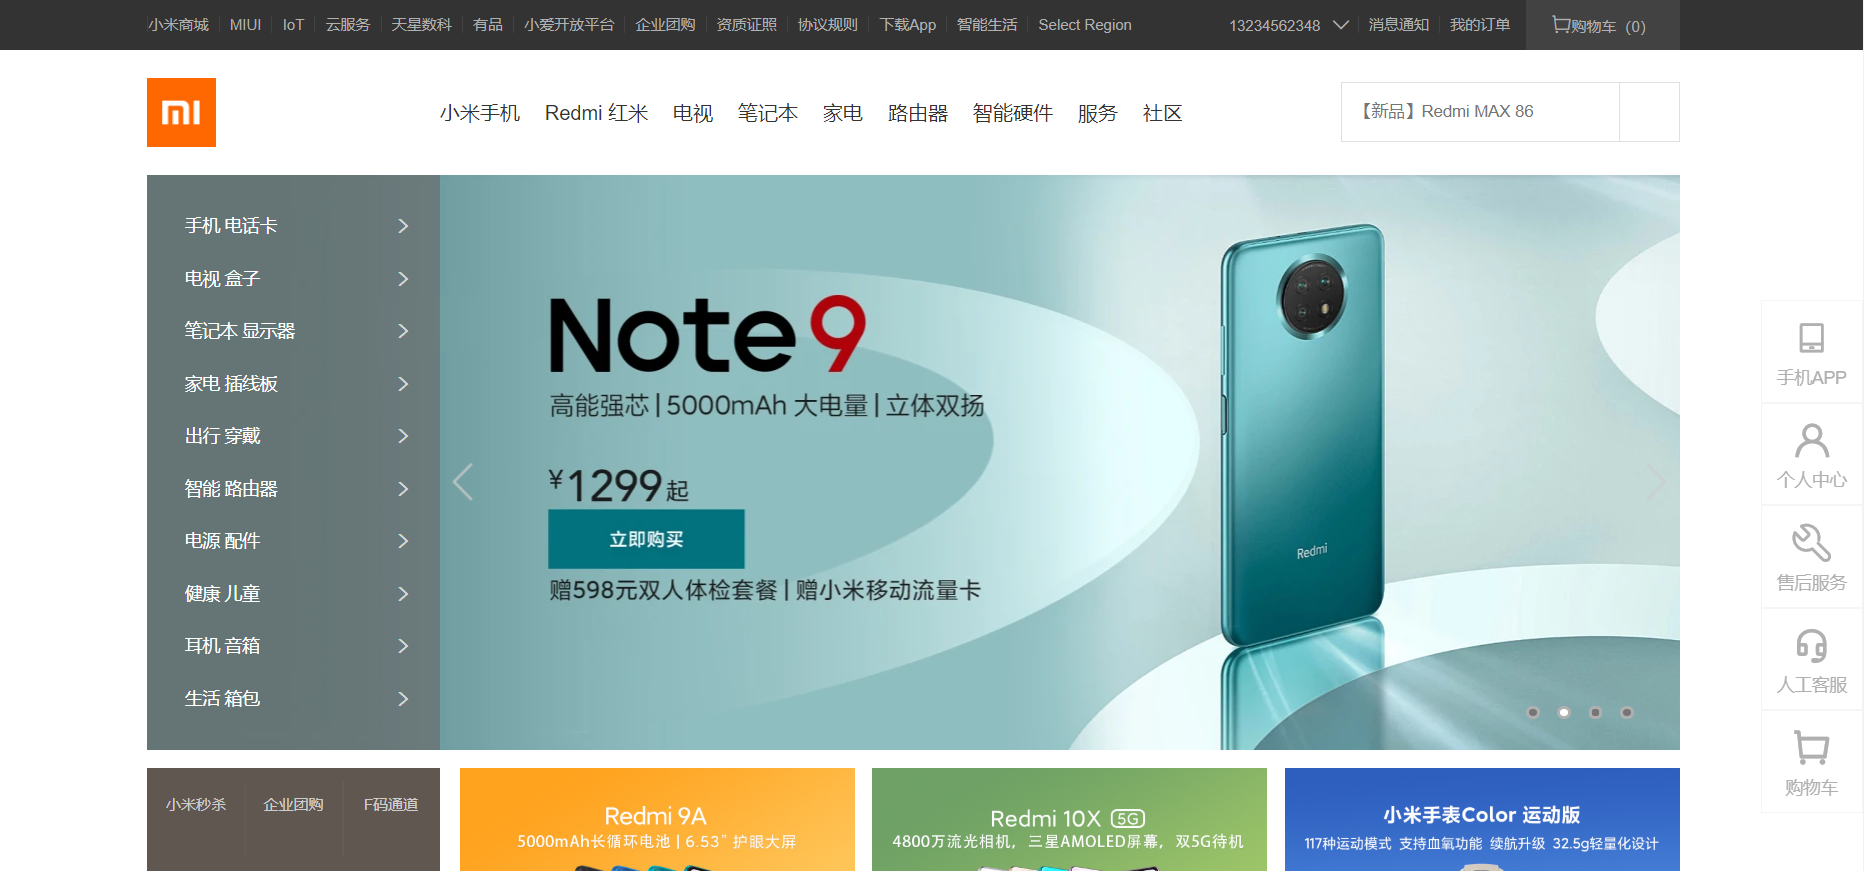 小米商城 MIUI IoT 云服务 天星数科 有品 小爱开放平台 企业团购 资质证照 协议规则 下载App 智能生活 Select Region 13234562348 消息通知 我的订单 购物车 (0)
mi 小米手机 Redmi 红米 电视 笔记本 家电 路由器 智能硬件 服务 社区 【新品】Redmi MAX 86
手机 电话卡
电视 盒子
笔记本 显示器
家电 插线板
出行 穿戴
智能 路由器
电源 配件
健康 儿童
耳机 音箱
生活 箱包
Note 9
高能强芯 | 5000mAh 大电量 | 立体双扬
¥1299起
立即购买
赠598元双人体检套餐 | 赠小米移动流量卡
Redmi
手机APP
个人中心
售后服务
人工客服
购物车
小米秒杀 企业团购 F码通道
Redmi 9A
5000mAh长循环电池 | 6.53" 护眼大屏
Redmi 10X 5G
4800万流光相机，三星AMOLED屏幕，双5G待机
小米手表Color 运动版
117种运动模式 支持血氧功能 续航升级 32.5g轻量化设计